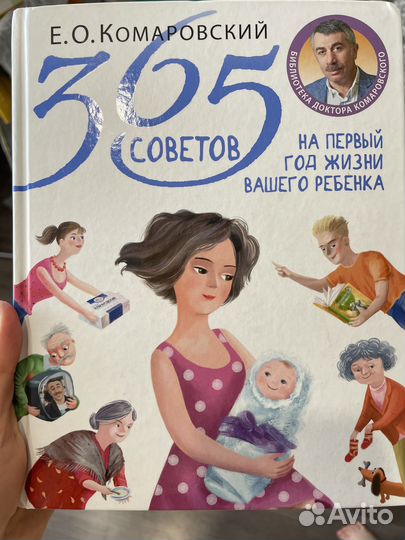 Е.О.КОМАРОВСКИЙ
365
СОВЕТОВ
НА ПЕРВЫЙ
ГОД ЖИЗНИ
ВАШЕГО РЕБЕНКА
БИБЛИОТЕКА ДОКТОРА КОМАРОВСКОГО
Avito